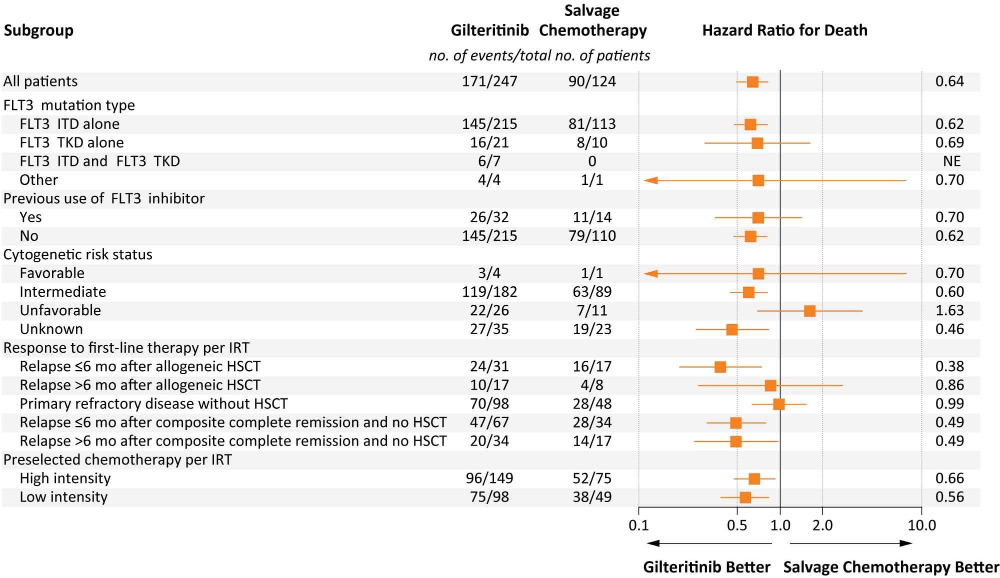 Salvage
Subgroup Gilteritinib Chemotherapy Hazard Ratio for Death
no. of events/total no. of patients
All patients 171/247 90/124 0.64
FLT3 mutation type
FLT3 ITD alone 145/215 81/113 0.62
FLT3 TKD alone 16/21 8/10 0.69
FLT3 ITD and FLT3 TKD 6/7 0 NE
Other 4/4 1/1 0.70
Previous use of FLT3 inhibitor
Yes 26/32 11/14 0.70
No 145/215 79/110 0.62
Cytogenetic risk status
Favorable 3/4 1/1 0.70
Intermediate 119/182 63/89 0.60
Unfavorable 22/26 7/11 1.63
Unknown 27/35 19/23 0.46
Response to first-line therapy per IRT
Relapse ≤6 mo after allogeneic HSCT 24/31 16/17 0.38
Relapse >6 mo after allogeneic HSCT 10/17 4/8 0.86
Primary refractory disease without HSCT 70/98 28/48 0.99
Relapse ≤6 mo after composite complete remission and no HSCT 47/67 28/34 0.49
Relapse >6 mo after composite complete remission and no HSCT 20/34 14/17 0.49
Preselected chemotherapy per IRT
High intensity 96/149 52/75 0.66
Low intensity 75/98 38/49 0.56
0.1 0.5 1.0 2.0 10.0
Gilteritinib Better Salvage Chemotherapy Better